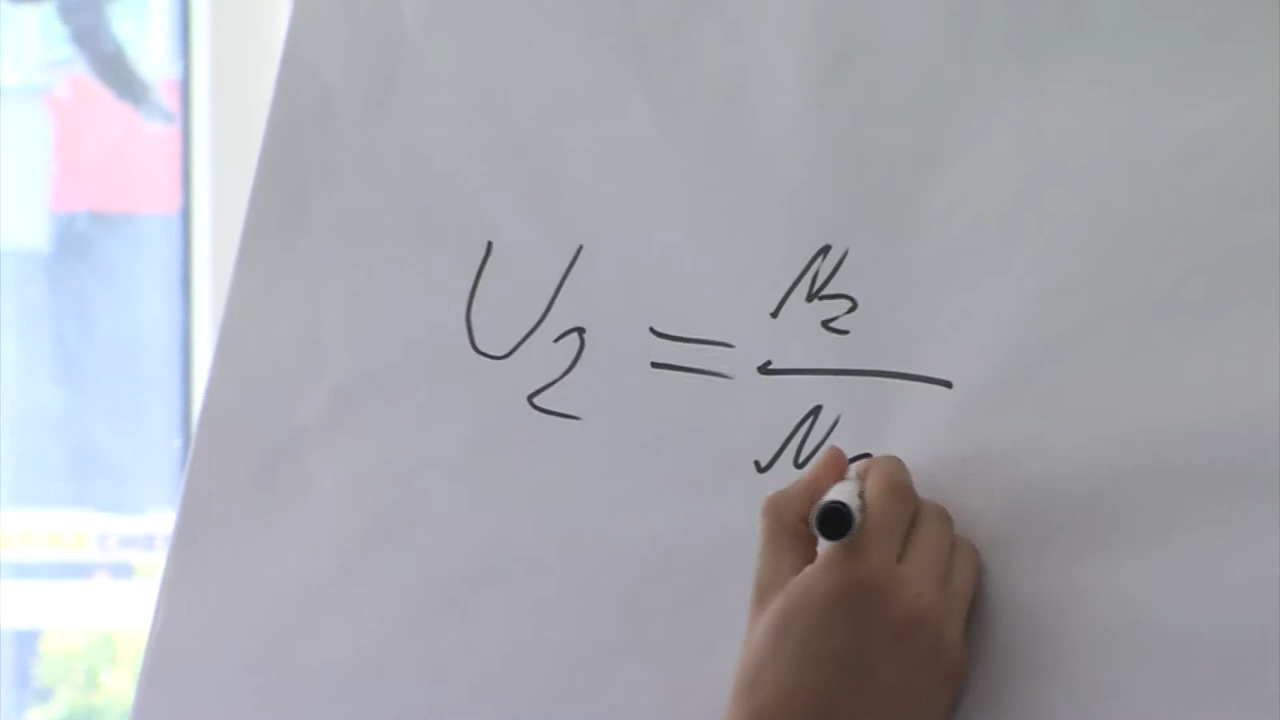 U₂ = N₂
N